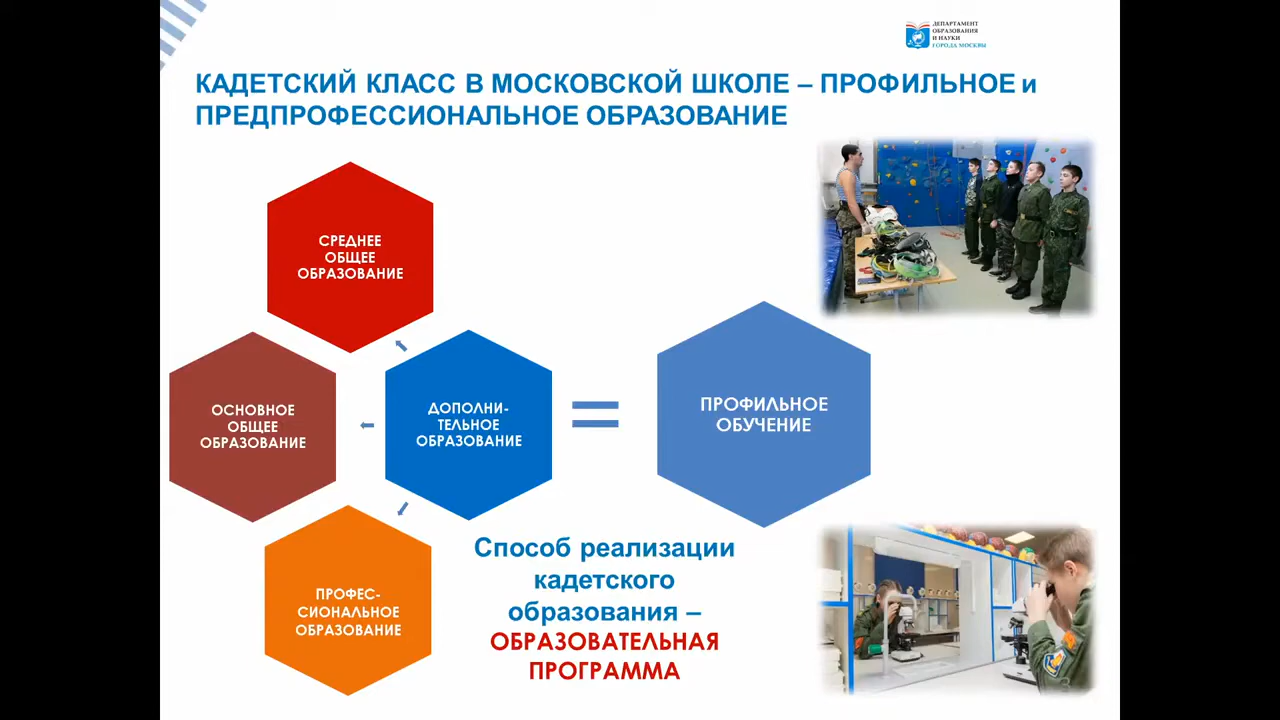 ДЕПАРТАМЕНТ
ОБРАЗОВАНИЯ
И НАУКИ
ГОРОДА МОСКВЫ
КАДЕТСКИЙ КЛАСС В МОСКОВСКОЙ ШКОЛЕ – ПРОФИЛЬНОЕ и
ПРЕДПРОФЕССИОНАЛЬНОЕ ОБРАЗОВАНИЕ
СРЕДНЕЕ
ОБЩЕЕ
ОБРАЗОВАНИЕ
ОСНОВНОЕ
ОБЩЕЕ
ОБРАЗОВАНИЕ
ДОПОЛНИ-
ТЕЛЬНОЕ
ОБРАЗОВАНИЕ
=
ПРОФИЛЬНОЕ
ОБУЧЕНИЕ
ПРОФЕС-
СИОНАЛЬНОЕ
ОБРАЗОВАНИЕ
Способ реализации
кадетского
образования –
ОБРАЗОВАТЕЛЬНАЯ
ПРОГРАММА